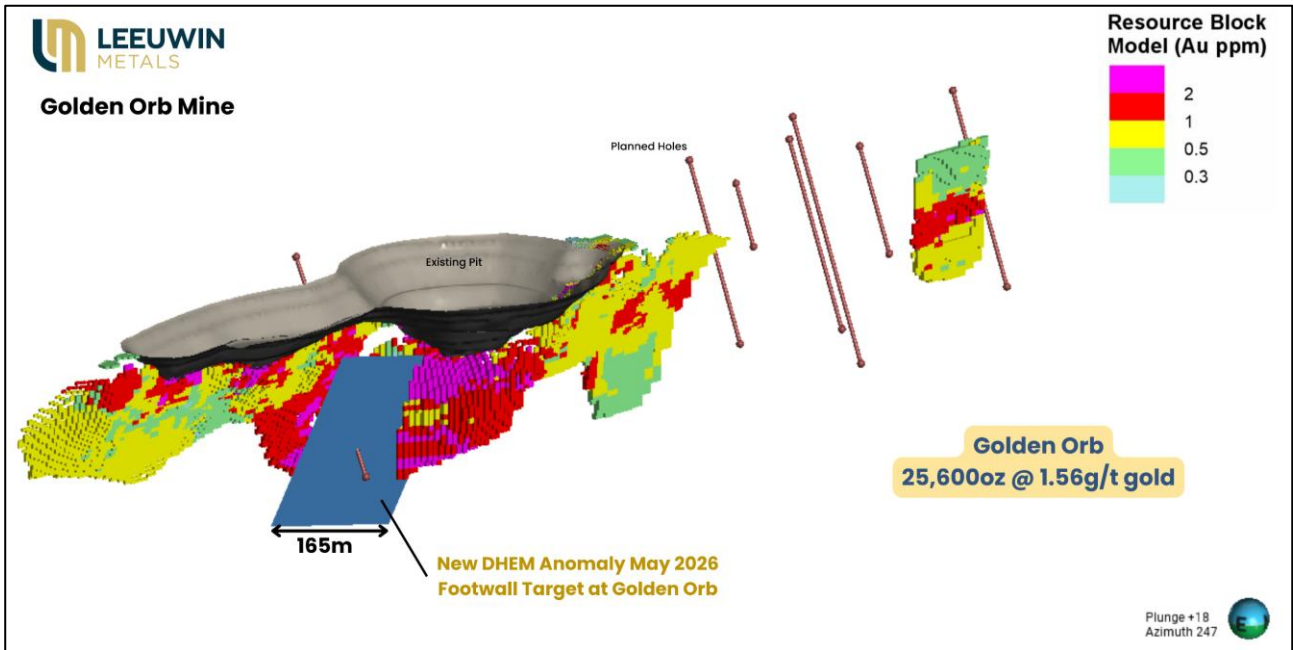 LEEUWIN
METALS
Golden Orb Mine
Resource Block
Model (Au ppm)
2
1
0.5
0.3
Planned Holes
Existing Pit
Golden Orb
25,600oz @ 1.56g/t gold
165m
New DHEM Anomaly May 2026
Footwall Target at Golden Orb
Plunge +18
Azimuth 247
E